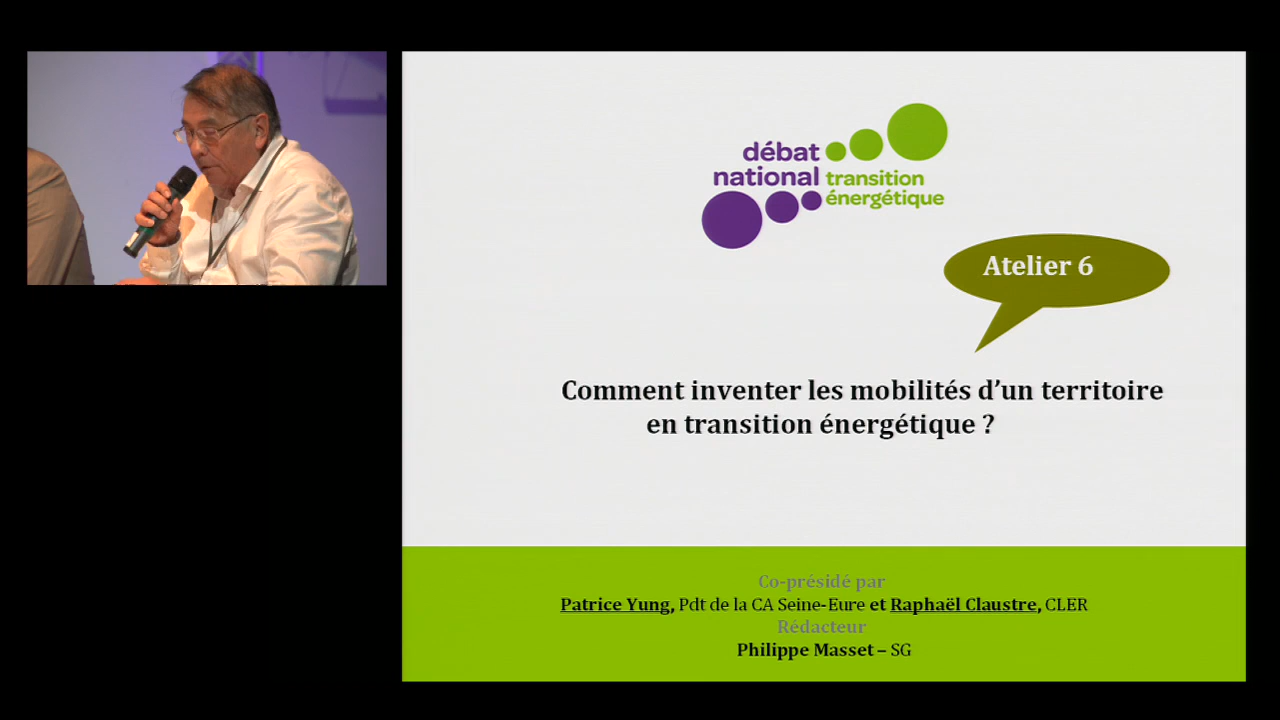 débat
national
transition
énergétique
Atelier 6
Comment inventer les mobilités d’un territoire
en transition énergétique ?
Co-présidé par
Patrice Yung, Pdt de la CA Seine-Eure et Raphaël Claustre, CLER
Rédacteur
Philippe Masset – SG